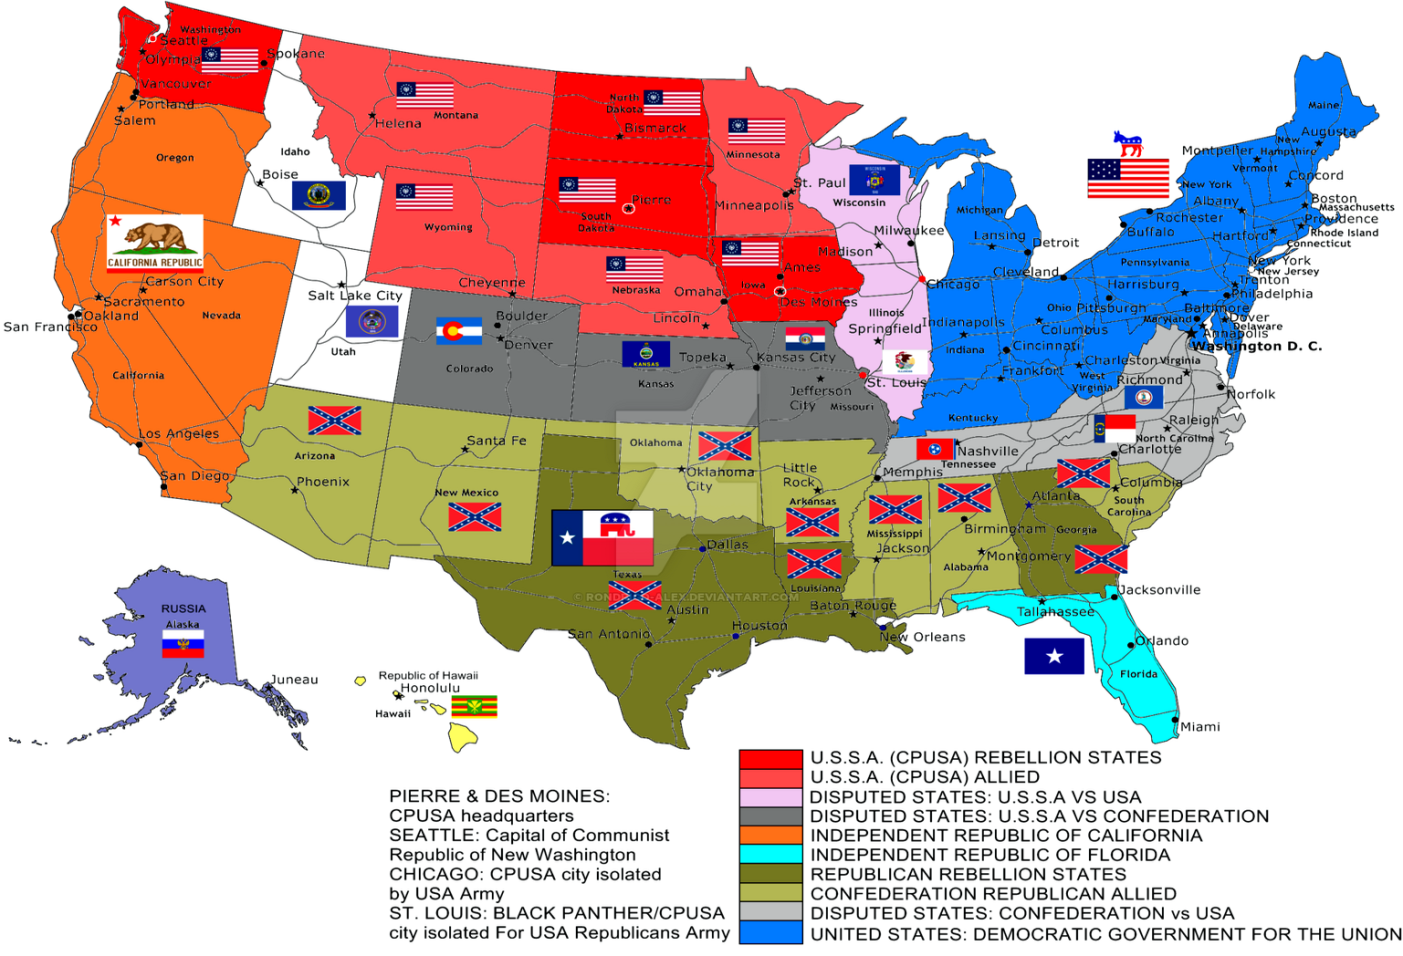 Washington
Seattle
Olympia
Spokane
Vancouver
Portland
Salem
Oregon
Idaho
Boise
Helena
Montana
North
Dakota
Bismarck
Minnesota
Pierre
South
Dakota
Wyoming
St. Paul
Minneapolis
Wisconsin
Milwaukee
Madison
Michigan
Lansing
Detroit
Maine
Augusta
Montpelier
New
Hampshire
Vermont
Concord
New York
Albany
Boston
Massachusetts
Rochester
Providence
Buffalo
Hartford
Rhode Island
Connecticut
CALIFORNIA REPUBLIC
Carson City
Sacramento
Oakland
San Francisco
Nevada
California
Los Angeles
San Diego
Salt Lake City
Utah
Cheyenne
Boulder
Denver
Colorado
Nebraska
Omaha
Lincoln
Ames
Iowa
Des Moines
KANSAS
Topeka
Kansas
Kansas City
Jefferson
City
Missouri
Illinois
Springfield
Chicago
St. Louis
WISCONSIN
Indianapolis
Indiana
Cleveland
Ohio
Columbus
Cincinnati
Frankfort
Kentucky
Pennsylvania
Pittsburgh
Harrisburg
New York
New Jersey
Trenton
Philadelphia
Baltimore
Dover
Maryland
Delaware
Annapolis
Washington D. C.
Charleston
West
Virginia
Virginia
Richmond
Norfolk
Raleigh
North Carolina
Charlotte
Nashville
Tennessee
Memphis
Arizona
Phoenix
Santa Fe
New Mexico
Oklahoma
Oklahoma
City
Little
Rock
Arkansas
Mississippi
Jackson
Birmingham
Montgomery
Alabama
Atlanta
Georgia
Columbia
South
Carolina
Dallas
Texas
Austin
Houston
San Antonio
Louisiana
Baton Rouge
New Orleans
Jacksonville
Tallahassee
Orlando
Florida
Miami
RUSSIA
Alaska
Juneau
Republic of Hawaii
Honolulu
Hawaii
PIERRE & DES MOINES:
CPUSA headquarters
SEATTLE: Capital of Communist
Republic of New Washington
CHICAGO: CPUSA city isolated
by USA Army
ST. LOUIS: BLACK PANTHER/CPUSA
city isolated For USA Republicans Army
U.S.S.A. (CPUSA) REBELLION STATES
U.S.S.A. (CPUSA) ALLIED
DISPUTED STATES: U.S.S.A VS USA
DISPUTED STATES: U.S.S.A VS CONFEDERATION
INDEPENDENT REPUBLIC OF CALIFORNIA
INDEPENDENT REPUBLIC OF FLORIDA
REPUBLICAN REBELLION STATES
CONFEDERATION REPUBLICAN ALLIED
DISPUTED STATES: CONFEDERATION vs USA
UNITED STATES: DEMOCRATIC GOVERNMENT FOR THE UNION